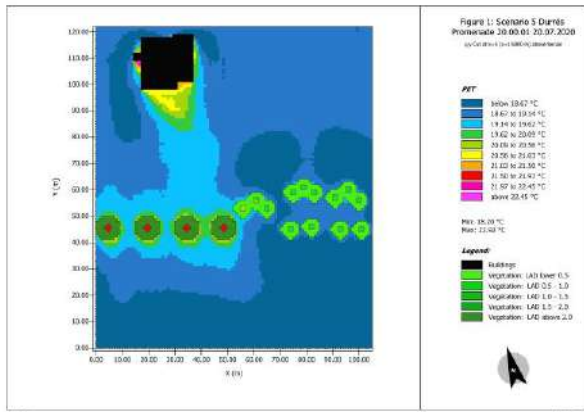 Figure 1: Scenario 5 Durrës
Promenade 20.00.01 20.07.2020
PET
below 18.67 °C
18.67 to 19.14 °C
19.14 to 19.62 °C
19.62 to 20.09 °C
20.09 to 20.56 °C
20.56 to 21.03 °C
21.03 to 21.50 °C
21.50 to 21.97 °C
21.97 to 22.45 °C
above 22.45 °C
Min: 18.20 °C
Max:
Legend:
Buildings
Vegetation: LAD lower 0.5
Vegetation: LAD 0.5 - 1.0
Vegetation: LAD 1.0 - 1.5
Vegetation: LAD 1.5 - 2.0
Vegetation: LAD above 2.0
N
Y (m)
120.00
110.00
100.00
90.00
80.00
70.00
60.00
50.00
40.00
30.00
20.00
10.00
0.00
0.00 10.00 20.00 30.00 40.00 50.00 60.00 70.00 80.00 90.00 100.00
X (m)